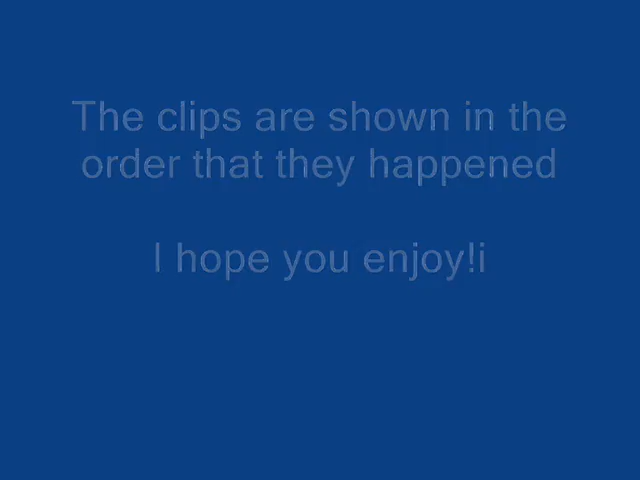 The clips are shown in the
order that they happened
I hope you enjoy!i